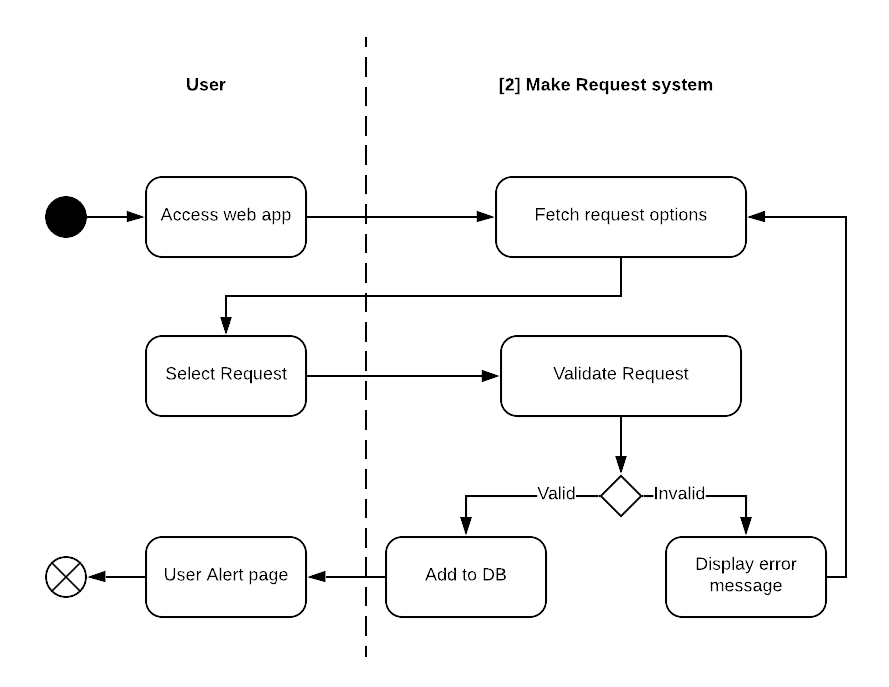 User
[2] Make Request system
Access web app
Fetch request options
Select Request
Validate Request
Valid
Invalid
User Alert page
Add to DB
Display error
message